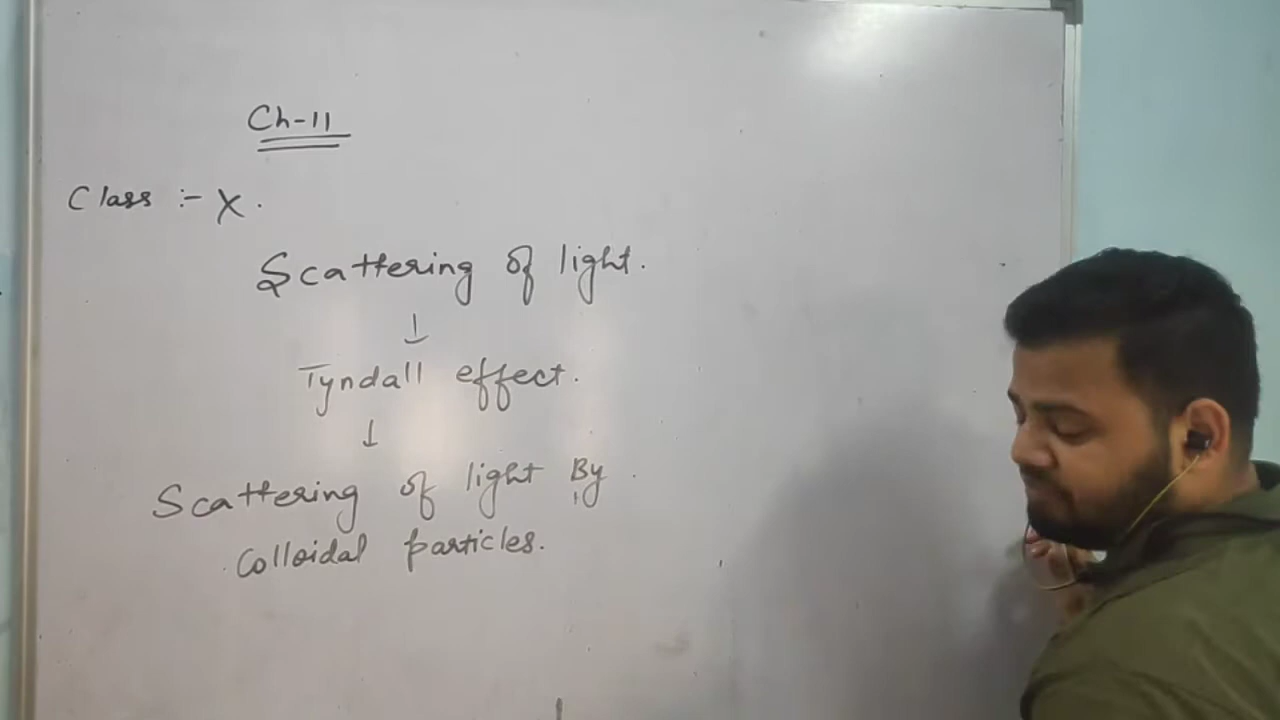 Ch-11
Class :- X.
Scattering of light.
↓
Tyndall effect.
↓
Scattering of light By
Colloidal particles.